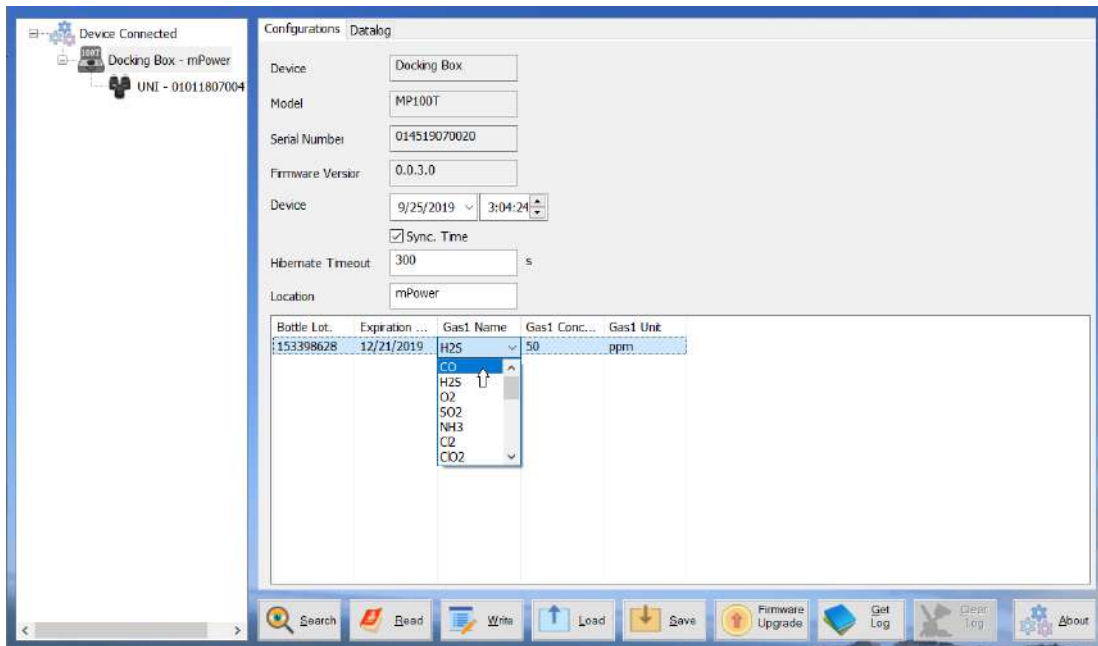 Device Connected
Docking Box - mPower
UNI - 01011807004
Configurations Datalog
Device Docking Box
Model MP100T
Serial Number 014519070020
Firmware Version 0.0.3.0
Device 9/25/2019 3:04:24
Sync. Time
Hibernate Timeout 300 s
Location mPower
Bottle Lot. Expiration ... Gas1 Name Gas1 Conc... Gas1 Unit
153398628 12/21/2019 H2S 50 ppm
CO
H2S
O2
SO2
NH3
Cl2
ClO2
Search Read Write Load Save Firmware Upgrade Get Log Clear Log About